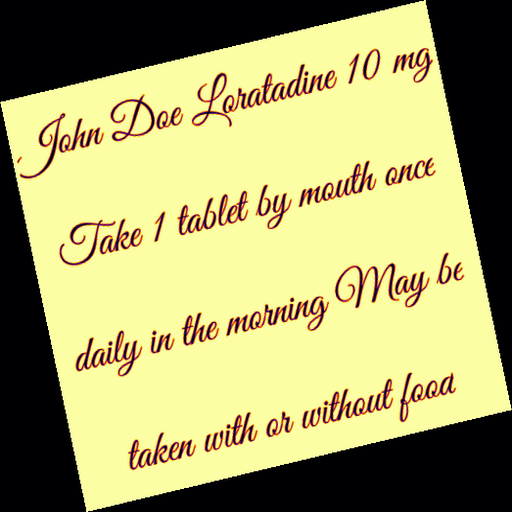 John Doe Loratadine 10 mg
Take 1 tablet by mouth once
daily in the morning May be
taken with or without food